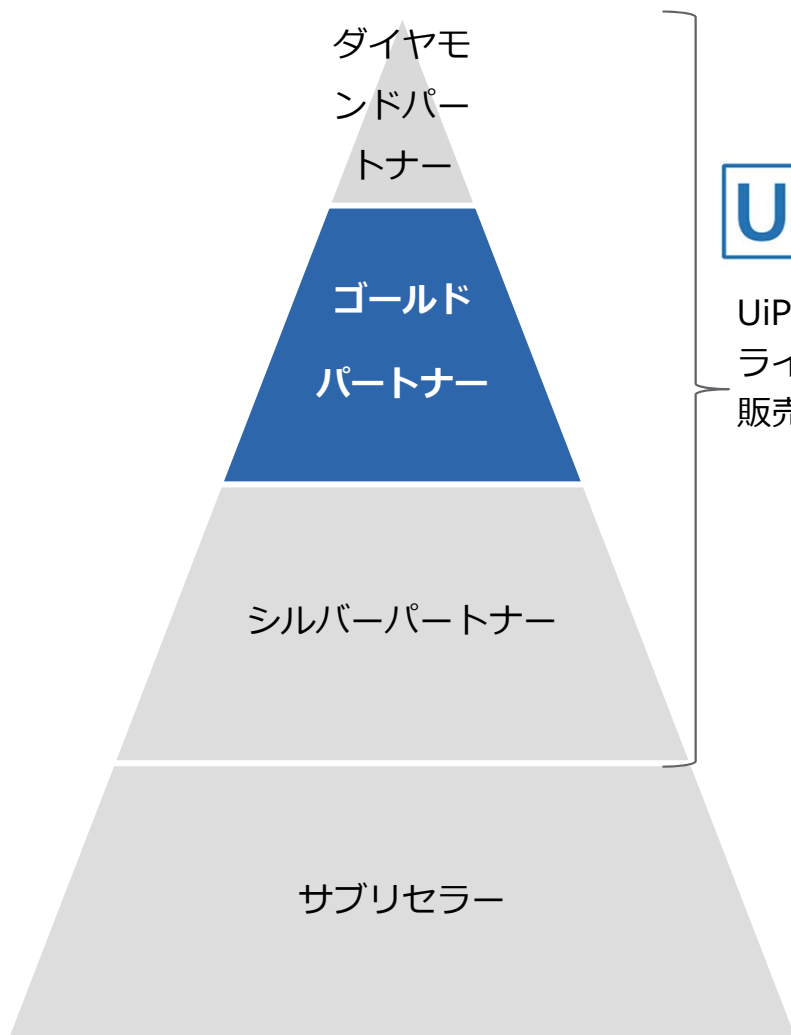 ダイヤモ
ンドパー
トナー
ゴールド
パートナー
シルバーパートナー
サブリセラー
U
UiP
ライ
販売